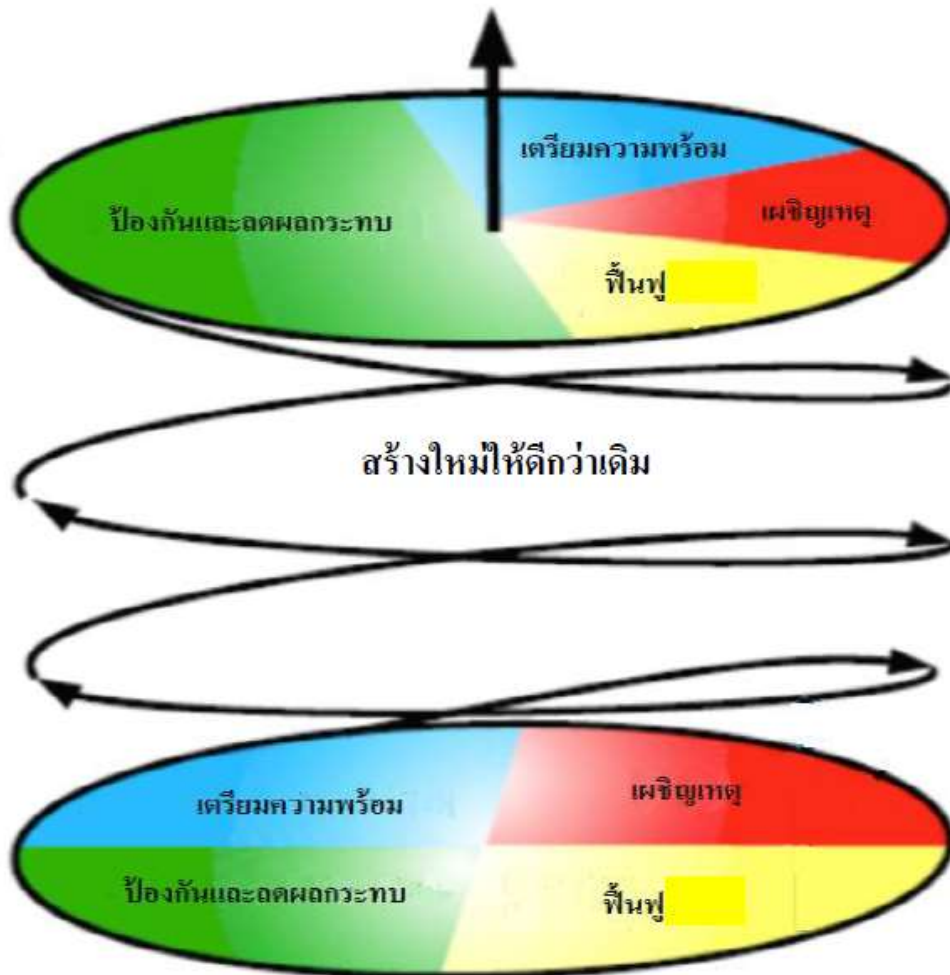 เตรียมความพร้อม
ป้องกันและลดผลกระทบ
เผชิญเหตุ
ฟื้นฟู
สร้างใหม่ให้ดีกว่าเดิม
เตรียมความพร้อม
เผชิญเหตุ
ป้องกันและลดผลกระทบ
ฟื้นฟู